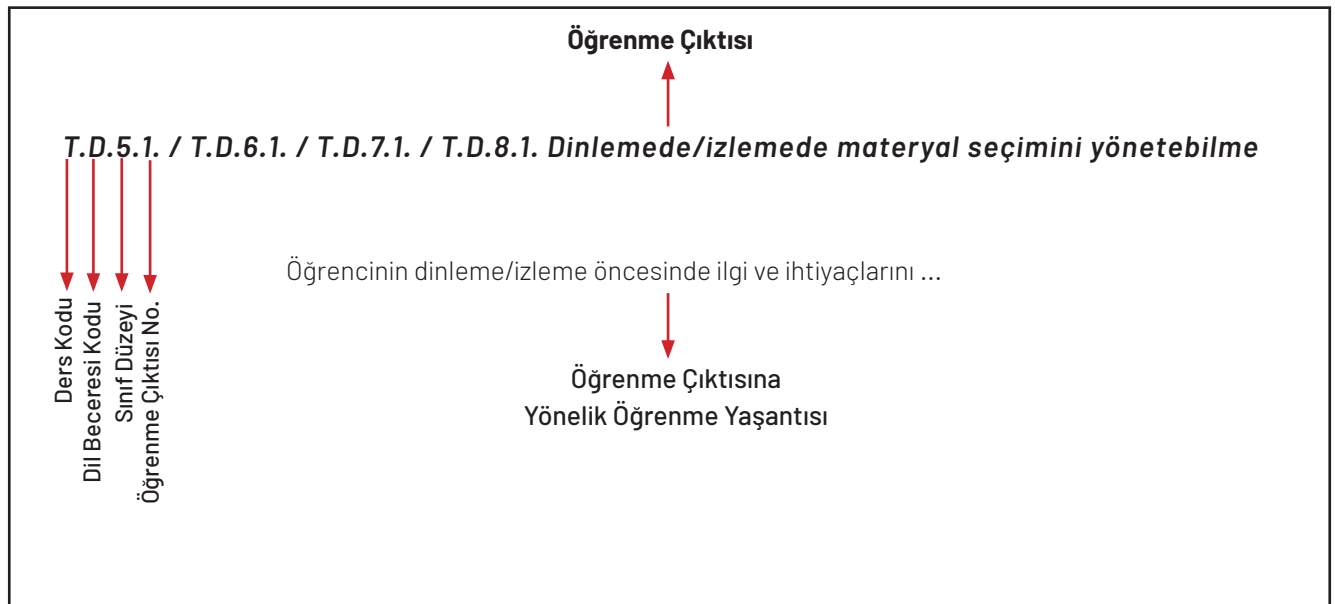 Öğrenme Çıktısı
T.D.5.1. / T.D.6.1. / T.D.7.1. / T.D.8.1. Dinlemede/izlemede materyal seçimini yönetebilme
Öğrencinin dinleme/izleme öncesinde ilgi ve ihtiyaçlarını ...
Ders Kodu
Dil Beceresi Kodu
Sınıf Düzeyi
Öğrenme Çıktısı No.
Öğrenme Çıktısına
Yönelik Öğrenme Yaşantısı